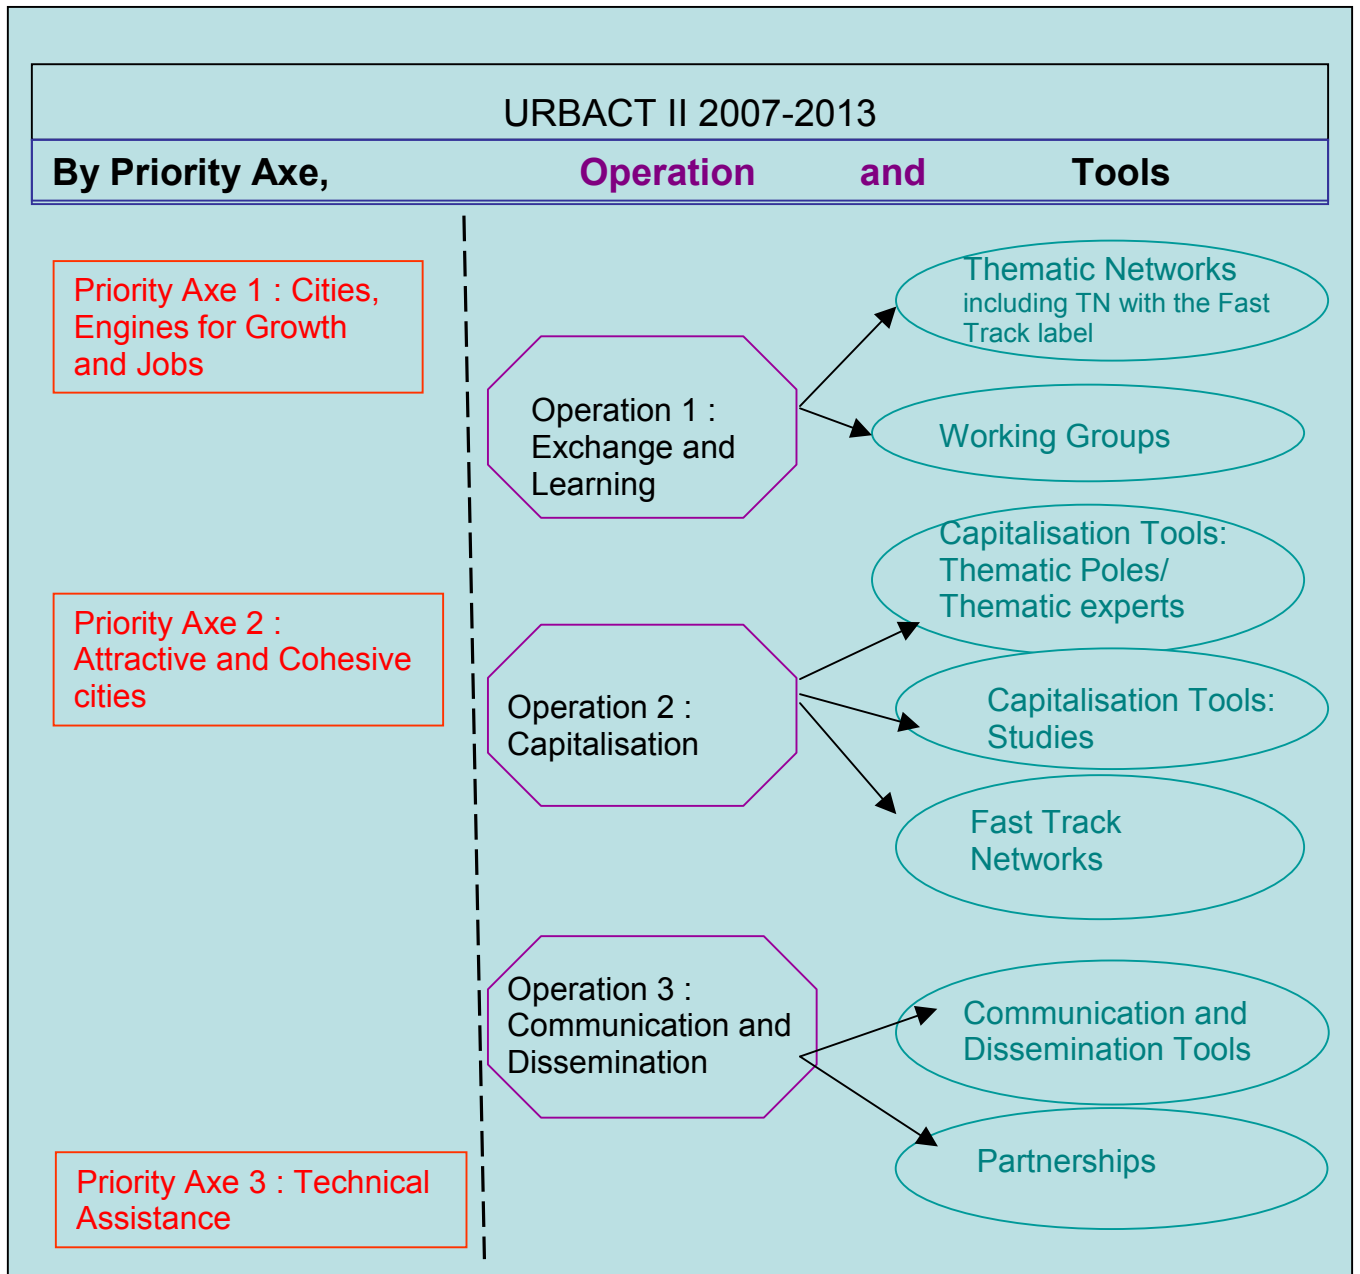 URBACT II 2007-2013
By Priority Axe, Operation and Tools
Priority Axe 1 : Cities,
Engines for Growth
and Jobs
Priority Axe 2 :
Attractive and Cohesive
cities
Priority Axe 3 : Technical
Assistance
Operation 1 :
Exchange and
Learning
Operation 2 :
Capitalisation
Operation 3 :
Communication and
Dissemination
Thematic Networks
including TN with the Fast
Track label
Working Groups
Capitalisation Tools:
Thematic Poles/
Thematic experts
Capitalisation Tools:
Studies
Fast Track
Networks
Communication and
Dissemination Tools
Partnerships